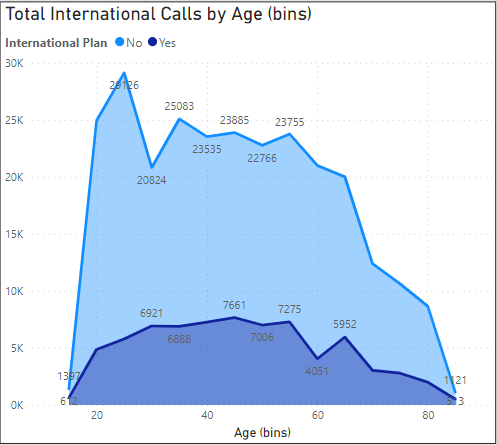 Total International Calls by Age (bins)
International Plan No Yes
30K
29126
25083
25K
23885
23755
23535
22766
20824
20K
15K
10K
7661
7275
6921
5952
6888
7006
5K
4051
1397
1121
612
513
0K
20 40 60 80
Age (bins)